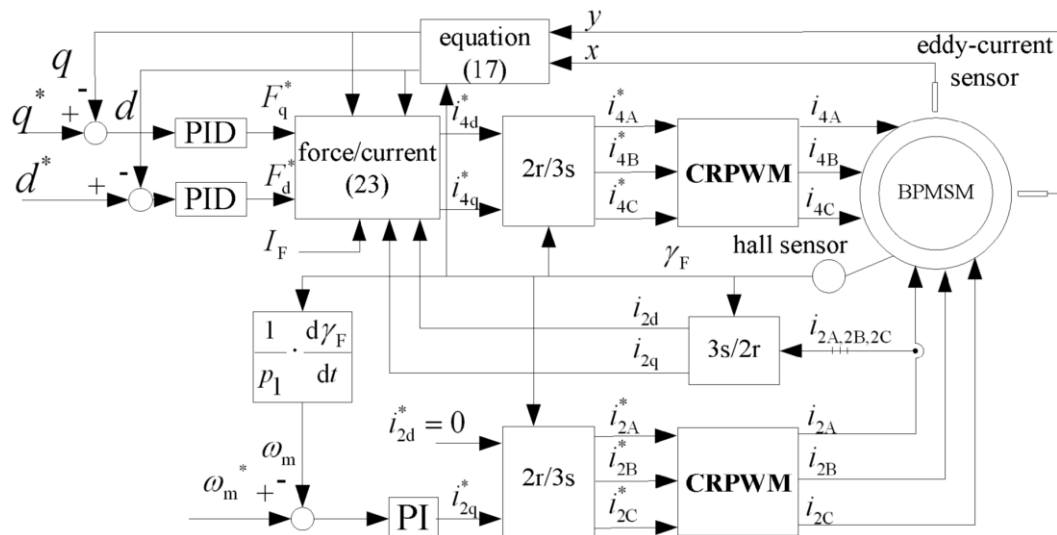 y
equation
(17)
x
eddy-current
sensor
q
-
q*
+
d
PID
F*q
force/current
(23)
i*4d
2r/3s
i*4A
i*4B
i*4C
CRPWM
i4A
i4B
i4C
BPMSM
d*
+
-
PID
F*d
i*4q
IF
γF
hall sensor
1/p1 · dγF/dt
i2d
i2q
3s/2r
i2A,2B,2C
i*2d = 0
2r/3s
i*2A
i*2B
i*2C
CRPWM
i2A
i2B
i2C
ωm
ωm*
+
-
PI
i*2q